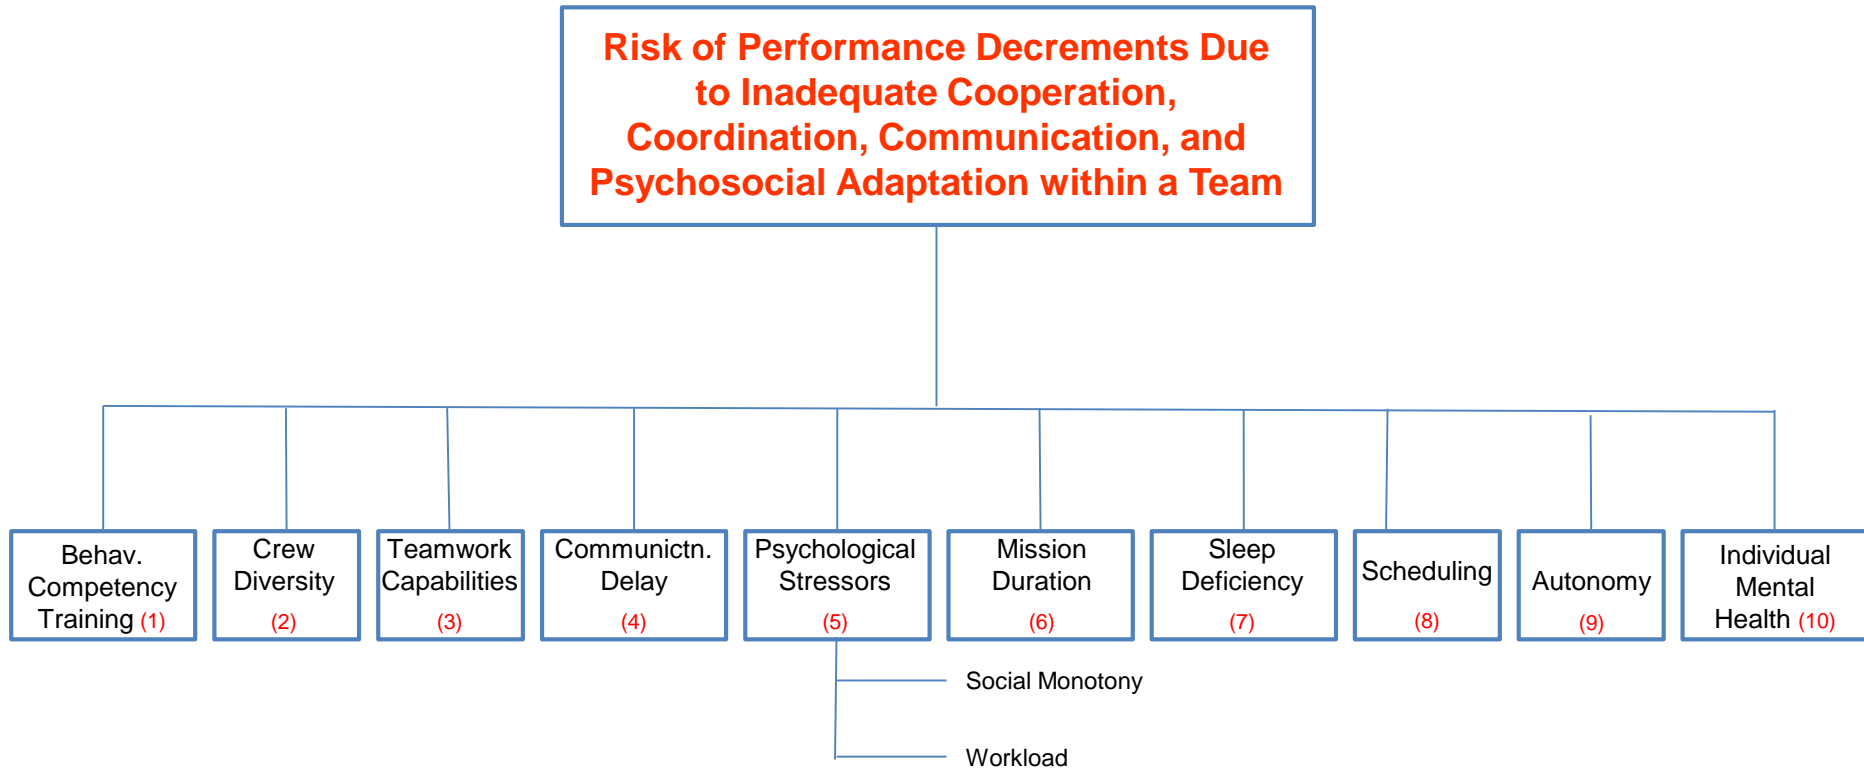 Risk of Performance Decrements Due
to Inadequate Cooperation,
Coordination, Communication, and
Psychosocial Adaptation within a Team
Behav.
Competency
Training (1)
Crew
Diversity
(2)
Teamwork
Capabilities
(3)
Communictn.
Delay
(4)
Psychological
Stressors
(5)
Mission
Duration
(6)
Sleep
Deficiency
(7)
Scheduling
(8)
Autonomy
(9)
Individual
Mental
Health (10)
Social Monotony
Workload